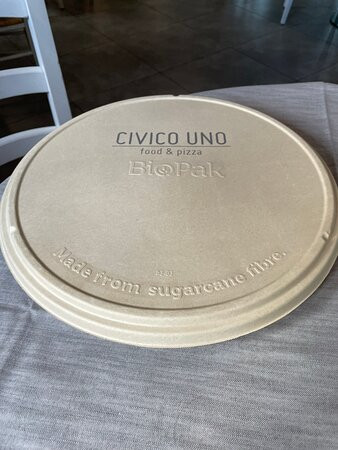 CIVICO UNO
food & pizza
BioPak
Made from sugarcane fibre.